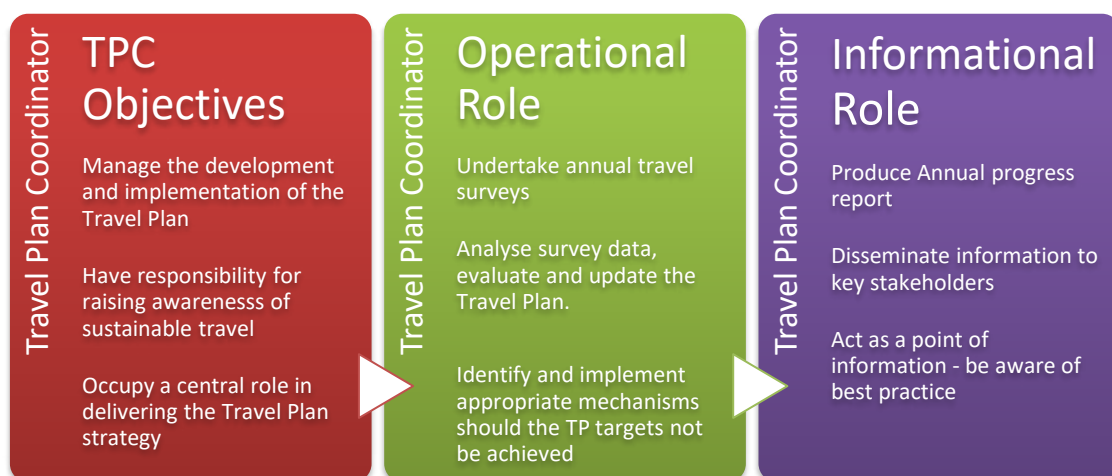 Travel Plan Coordinator
TPC
Objectives
Manage the development
and implementation of the
Travel Plan
Have responsibility for
raising awarenesss of
sustainable travel
Occupy a central role in
delivering the Travel Plan
strategy
Travel Plan Coordinator
Operational
Role
Undertake annual travel
surveys
Analyse survey data,
evaluate and update the
Travel Plan.
Identify and implement
appropriate mechanisms
should the TP targets not
be achieved
Travel Plan Coordinator
Informational
Role
Produce Annual progress
report
Disseminate information to
key stakeholders
Act as a point of
information - be aware of
best practice